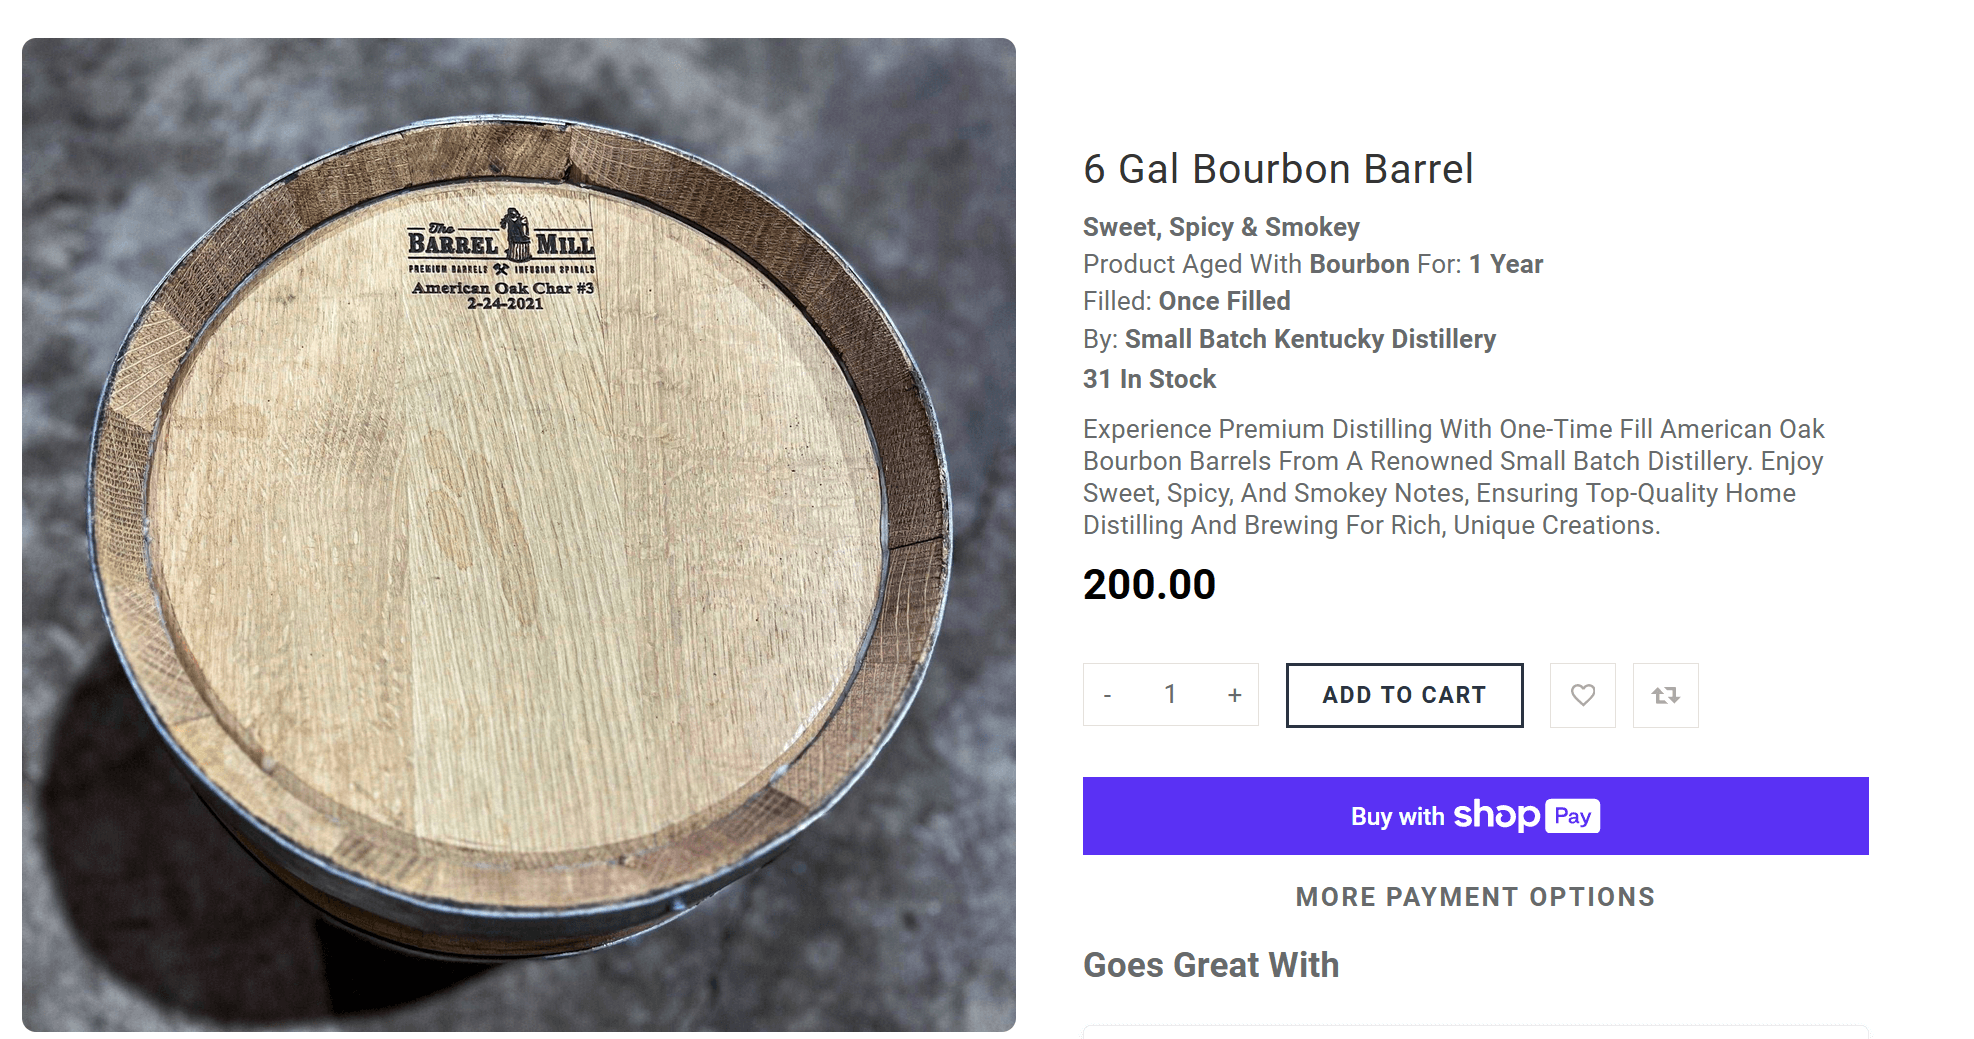 The
BARREL MILL
PREMIUM BARRELS INFUSION SPIRALS
American Oak Char #3
2-24-2021
6 Gal Bourbon Barrel
Sweet, Spicy & Smokey
Product Aged With Bourbon For: 1 Year
Filled: Once Filled
By: Small Batch Kentucky Distillery
31 In Stock
Experience Premium Distilling With One-Time Fill American Oak
Bourbon Barrels From A Renowned Small Batch Distillery. Enjoy
Sweet, Spicy, And Smokey Notes, Ensuring Top-Quality Home
Distilling And Brewing For Rich, Unique Creations.
200.00
- 1 +
ADD TO CART
Buy with shop Pay
MORE PAYMENT OPTIONS
Goes Great With